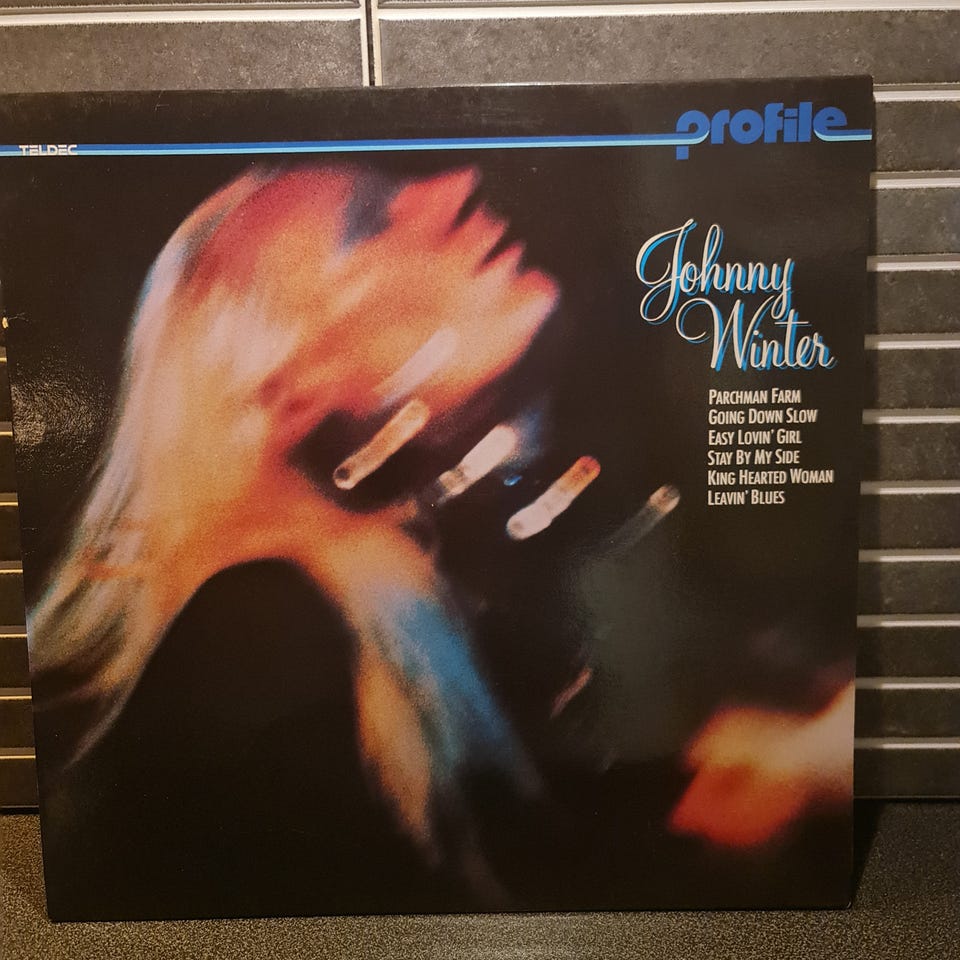 TELDEC
profile
Johnny
Winter
PARCHMAN FARM
GOING DOWN SLOW
EASY LOVIN' GIRL
STAY BY MY SIDE
KING HEARTED WOMAN
LEAVIN' BLUES